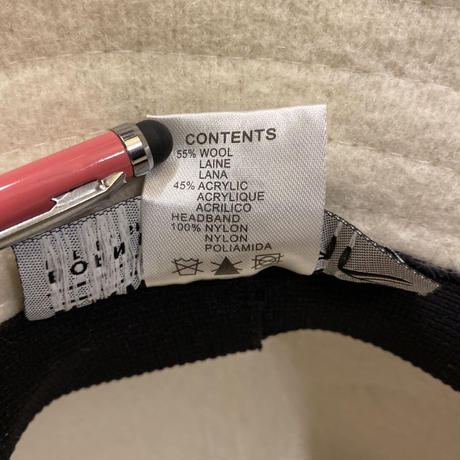 CONTENTS
55% WOOL
LAINE
LANA
45% ACRYLIC
ACRYLIQUE
ACRILICO
HEADBAND
100% NYLON
NYLON
POLIAMIDA